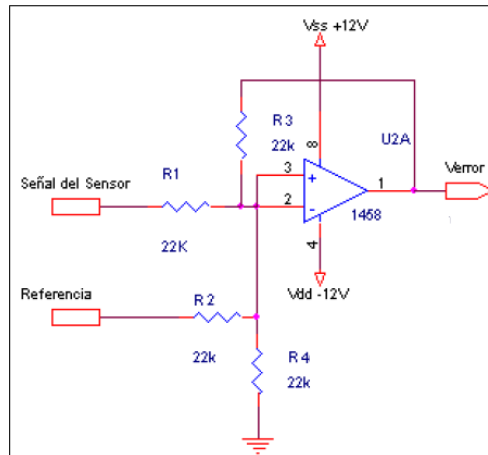 Vss +12V
R 3
22k
8
U2A
Verror
R1
3
+
1
Señal del Sensor
2
-
1458
22K
4
Referencia
R 2
Vdd -12V
22k
R 4
22k